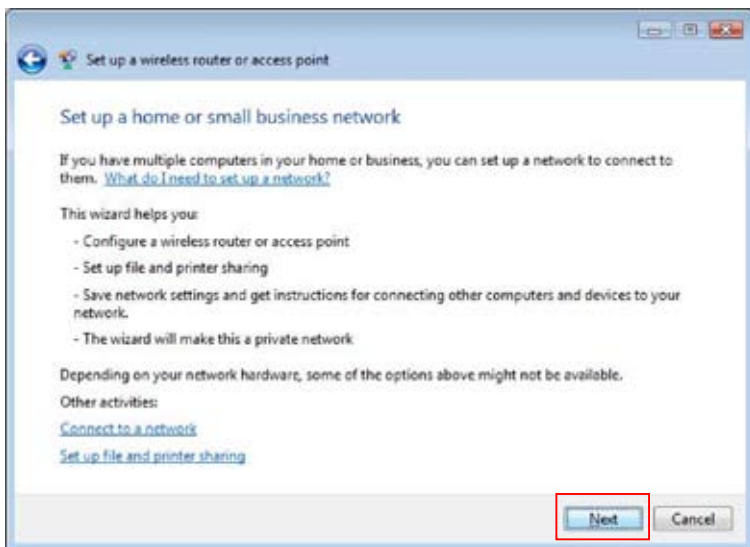 Set up a wireless router or access point
Set up a home or small business network
If you have multiple computers in your home or business, you can set up a network to connect to
them. What do I need to set up a network?
This wizard helps you:
- Configure a wireless router or access point
- Set up file and printer sharing
- Save network settings and get instructions for connecting other computers and devices to your
network.
- The wizard will make this a private network
Depending on your network hardware, some of the options above might not be available.
Other activities:
Connect to a network
Set up file and printer sharing
Next Cancel